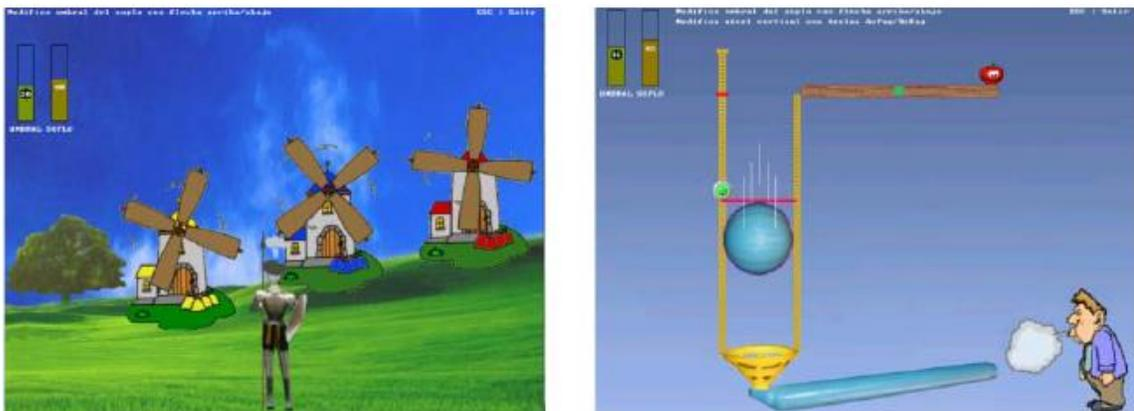 Modifica umbral del soplo con flecha arriba/abajo
ESC : Salir
UMBRAL SOPLO
Modifica umbral del soplo con flecha arriba/abajo
ESC : Salir
Modifica nivel vertical con teclas AvPag/RePag
UMBRAL SOPLO